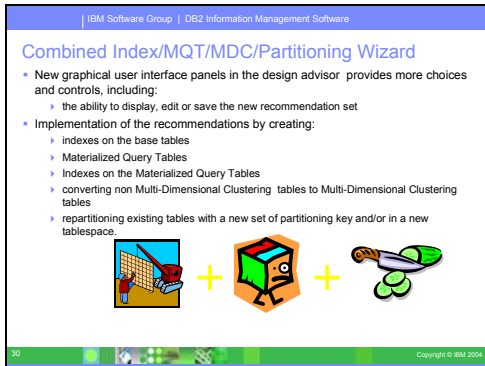 IBM Software Group | DB2 Information Management Software
Combined Index/MQT/MDC/Partitioning Wizard
New graphical user interface panels in the design advisor provides more choices
and controls, including:
the ability to display, edit or save the new recommendation set
Implementation of the recommendations by creating:
indexes on the base tables
Materialized Query Tables
Indexes on the Materialized Query Tables
converting non Multi-Dimensional Clustering tables to Multi-Dimensional Clustering
tables
repartitioning existing tables with a new set of partitioning key and/or in a new
tablespace.
+ +
30 Copyright © IBM 2004